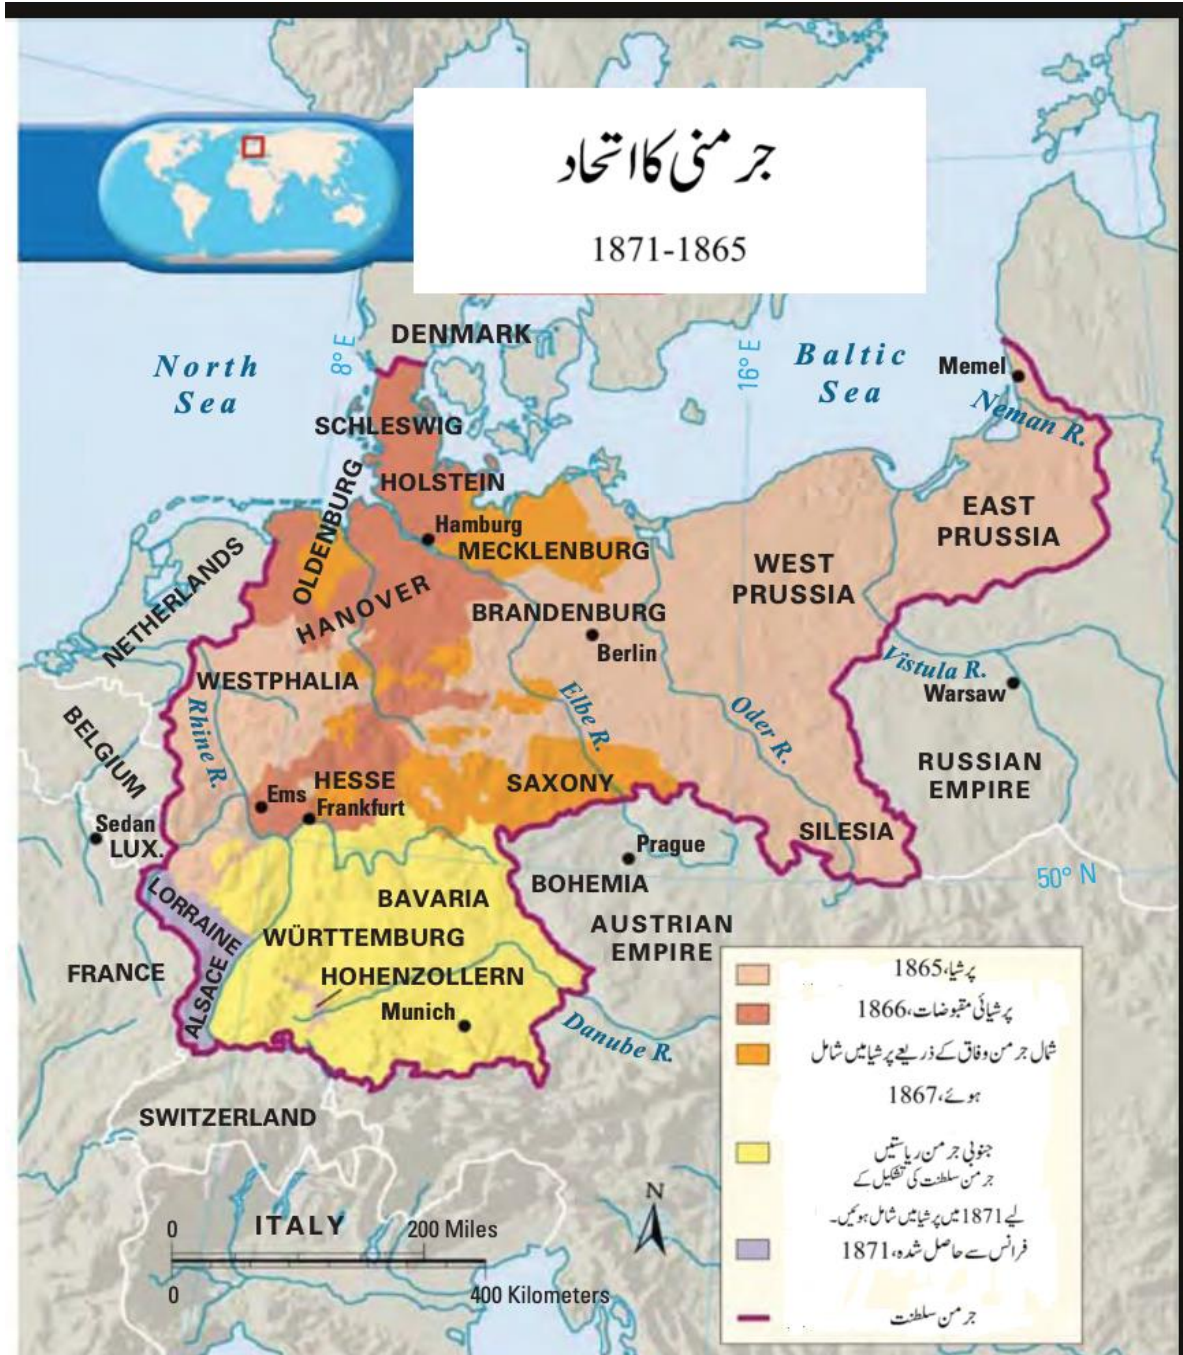 جرمنی کا اتحاد
1871-1865
DENMARK
North
Sea
8° E
16° E
Baltic
Sea
Memel
Neman R.
SCHLESWIG
HOLSTEIN
OLDENBURG
Hamburg
MECKLENBURG
EAST
PRUSSIA
WEST
PRUSSIA
NETHERLANDS
HANOVER
BRANDENBURG
Berlin
WESTPHALIA
Vistula R.
Warsaw
Rhine R.
Elbe R.
Oder R.
BELGIUM
RUSSIAN
EMPIRE
HESSE
SAXONY
Ems
Frankfurt
Sedan
LUX.
SILESIA
Prague
50° N
BOHEMIA
LORRAINE
BAVARIA
AUSTRIAN
EMPIRE
WÜRTTEMBURG
FRANCE
HOHENZOLLERN
ALSACE
Munich
Danube R.
SWITZERLAND
ITALY
N
0
200 Miles
0
400 Kilometers
پرشیا، 1865
پرشیائی مقبوضات، 1866
شمال جرمن وفاق کے ذریعے پرشیا میں شامل
ہوئے، 1867
جنوبی جرمن ریاستیں
جرمن سلطنت کی تشکیل کے
لیے 1871 میں پرشیا میں شامل ہوئیں۔
فرانس سے حاصل شدہ، 1871
جرمن سلطنت